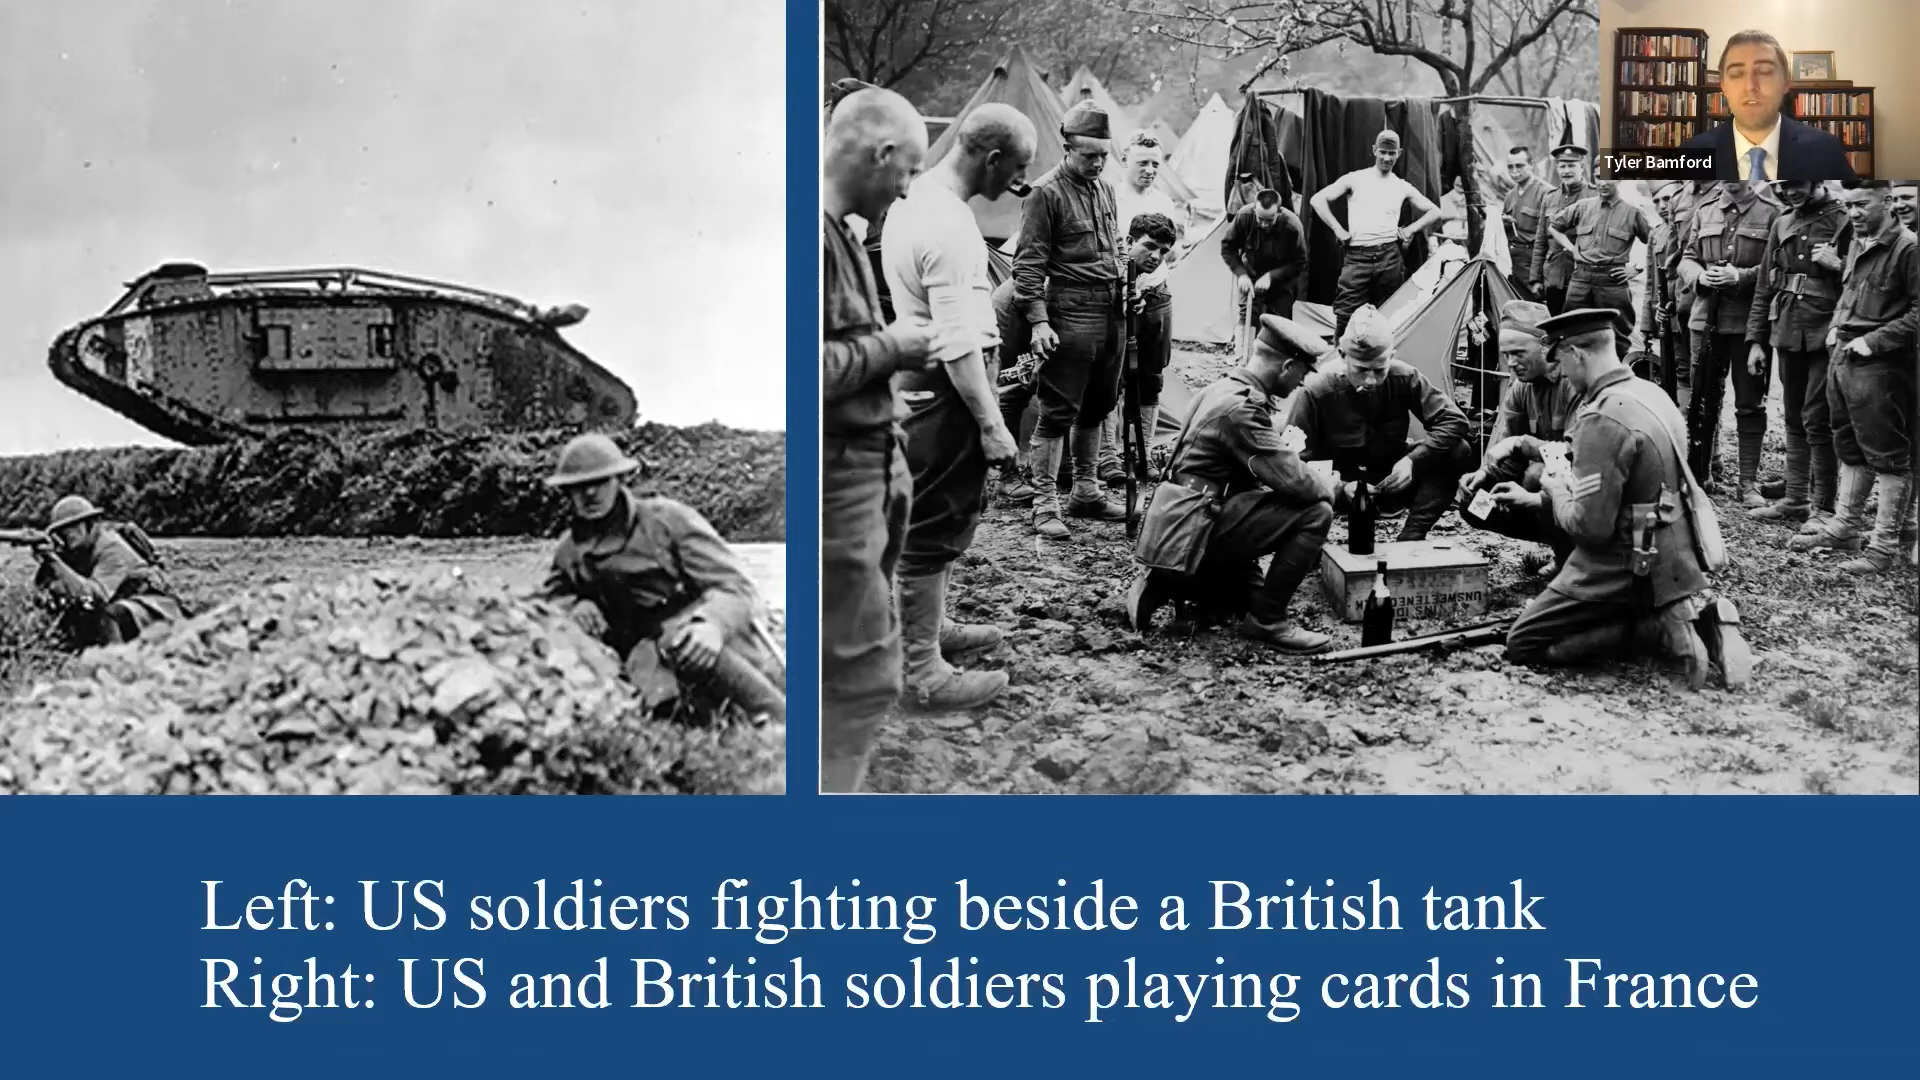 Tyler Bamford
UNSWEETENED
Left: US soldiers fighting beside a British tank
Right: US and British soldiers playing cards in France